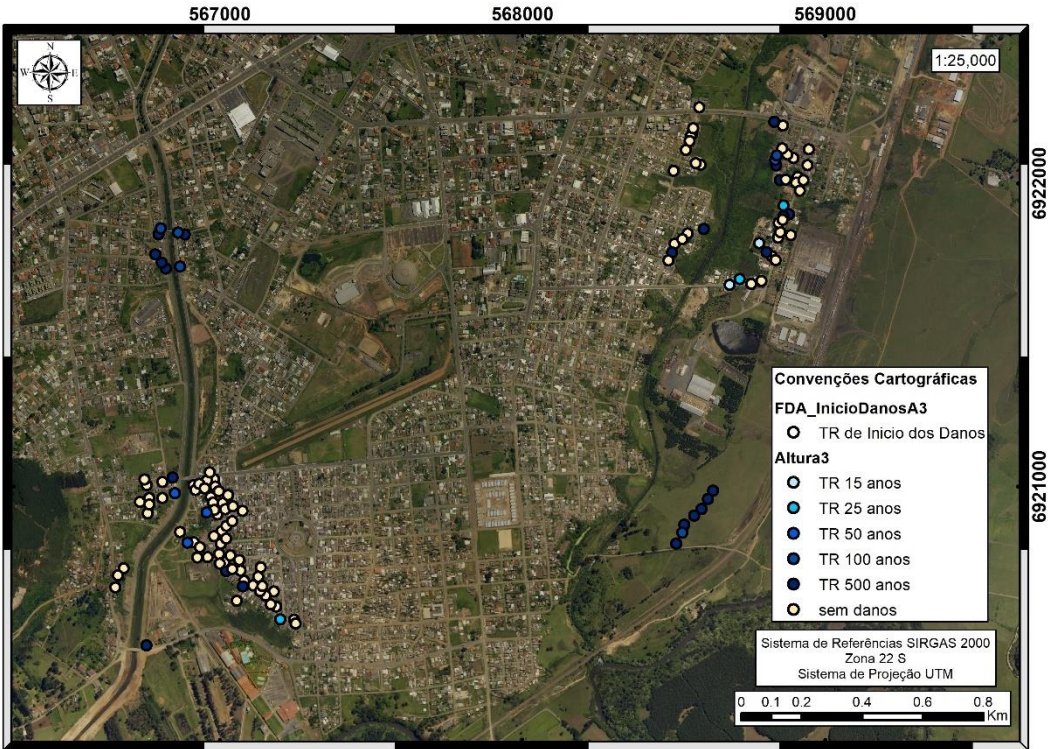 567000 568000 569000
N
W E
S
1:25,000
6922000
6921000
Convenções Cartográficas
FDA_InicioDanosA3
TR de Inicio dos Danos
Altura3
TR 15 anos
TR 25 anos
TR 50 anos
TR 100 anos
TR 500 anos
sem danos
Sistema de Referências SIRGAS 2000
Zona 22 S
Sistema de Projeção UTM
0 0.1 0.2 0.4 0.6 0.8
Km